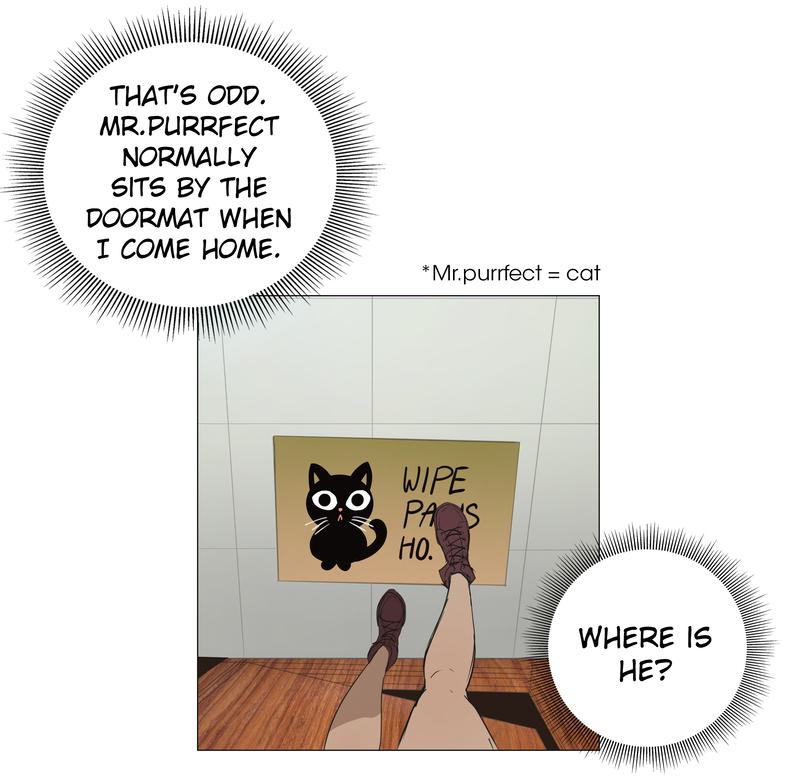 THAT'S ODD.
MR.PURRFECT
NORMALLY
SITS BY THE
DOORMAT WHEN
I COME HOME.
*Mr.purrfect = cat
WIPE
HO.
WHERE IS
HE?